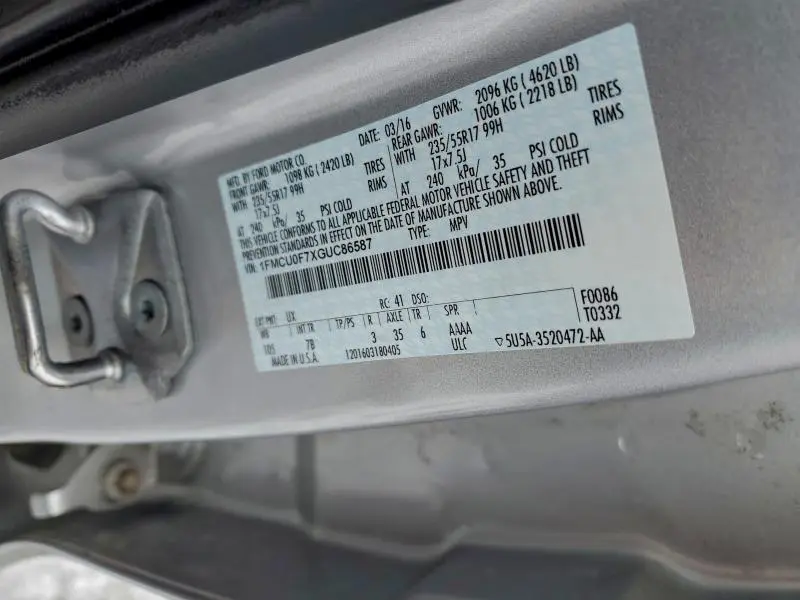 MFD. BY FORD MOTOR CO.
DATE: 03/16 GVWR: 2096 KG ( 4620 LB)
FRONT GAWR: 1098 KG ( 2420 LB) REAR GAWR: 1006 KG ( 2218 LB)
WITH 235/55R17 99H TIRES WITH 235/55R17 99H TIRES
17x7.5J RIMS 17x7.5J RIMS
AT 240 kPa/ 35 PSI COLD AT 240 kPa/ 35 PSI COLD
THIS VEHICLE CONFORMS TO ALL APPLICABLE FEDERAL MOTOR VEHICLE SAFETY AND THEFT
PREVENTION STANDARDS IN EFFECT ON THE DATE OF MANUFACTURE SHOWN ABOVE.
VIN: 1FMCU0F7XGUC86587 TYPE: MPV
EXT PNT: UX RC: 41 DSO:
WB INT TR TP/PS R AXLE TR SPR F0086
105 7B 3 35 6 AAAA T0332
MADE IN U.S.A. 1201603180405 ULC 5U5A-3520472-AA